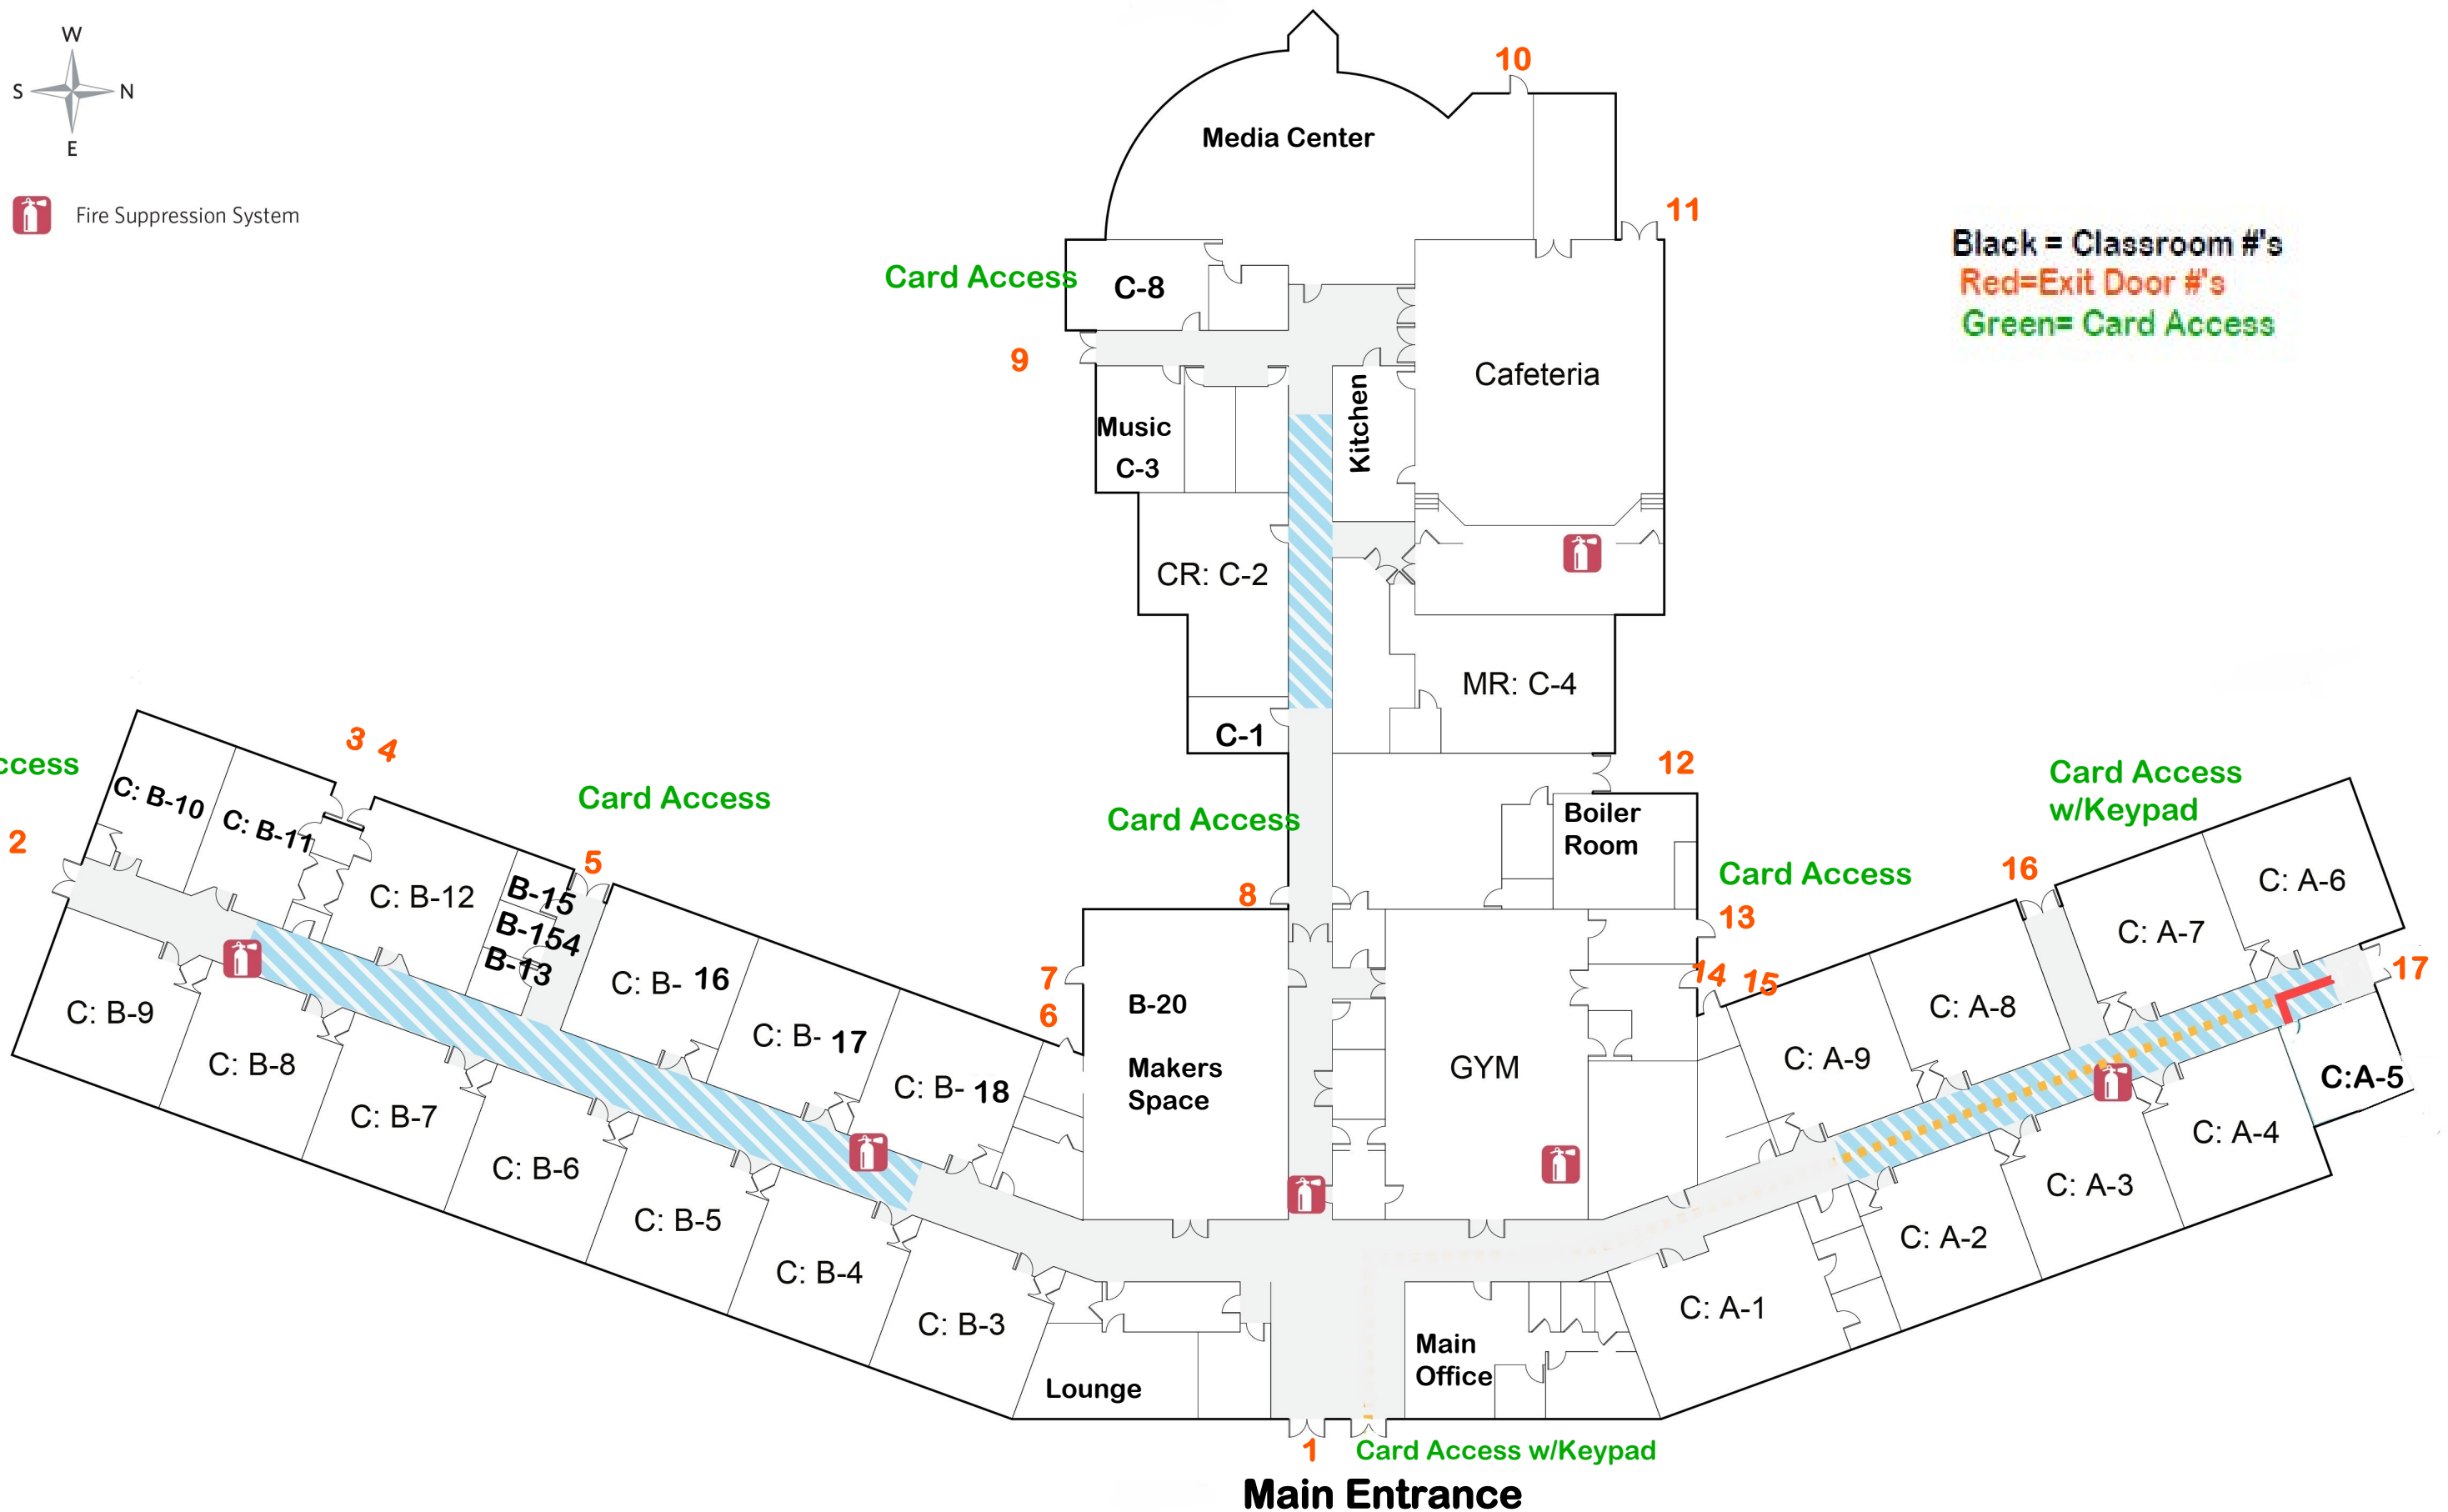 W
S
N
E
Fire Suppression System
10
Media Center
11
Black = Classroom #'s
Red=Exit Door #'s
Green= Card Access
Card Access
C-8
9
Cafeteria
Kitchen
Music
C-3
CR: C-2
MR: C-4
C-1
12
3
4
ccess
2
Card Access
Card Access
Boiler
Room
Card Access
Card Access
w/Keypad
C: B-10
C: B-11
C: B-12
5
B-15
B-154
B-13
8
13
14
15
16
C: A-6
C: A-7
17
C: B- 16
7
6
B-20
Makers
Space
GYM
C: A-8
C: A-9
C:A-5
C: B-9
C: B-8
C: B- 17
C: B- 18
C: B-7
C: B-6
C: B-5
C: B-4
C: B-3
C: A-4
C: A-3
C: A-2
C: A-1
Lounge
Main
Office
1
Card Access w/Keypad
Main Entrance